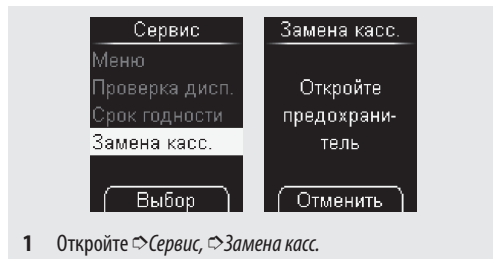 Сервис
Меню
Проверка дисп.
Срок годности
Замена касс.
Выбор
Замена касс.
Откройте
предохрани-
тель
Отменить
1 Откройте ➯Сервис, ➯Замена касс.